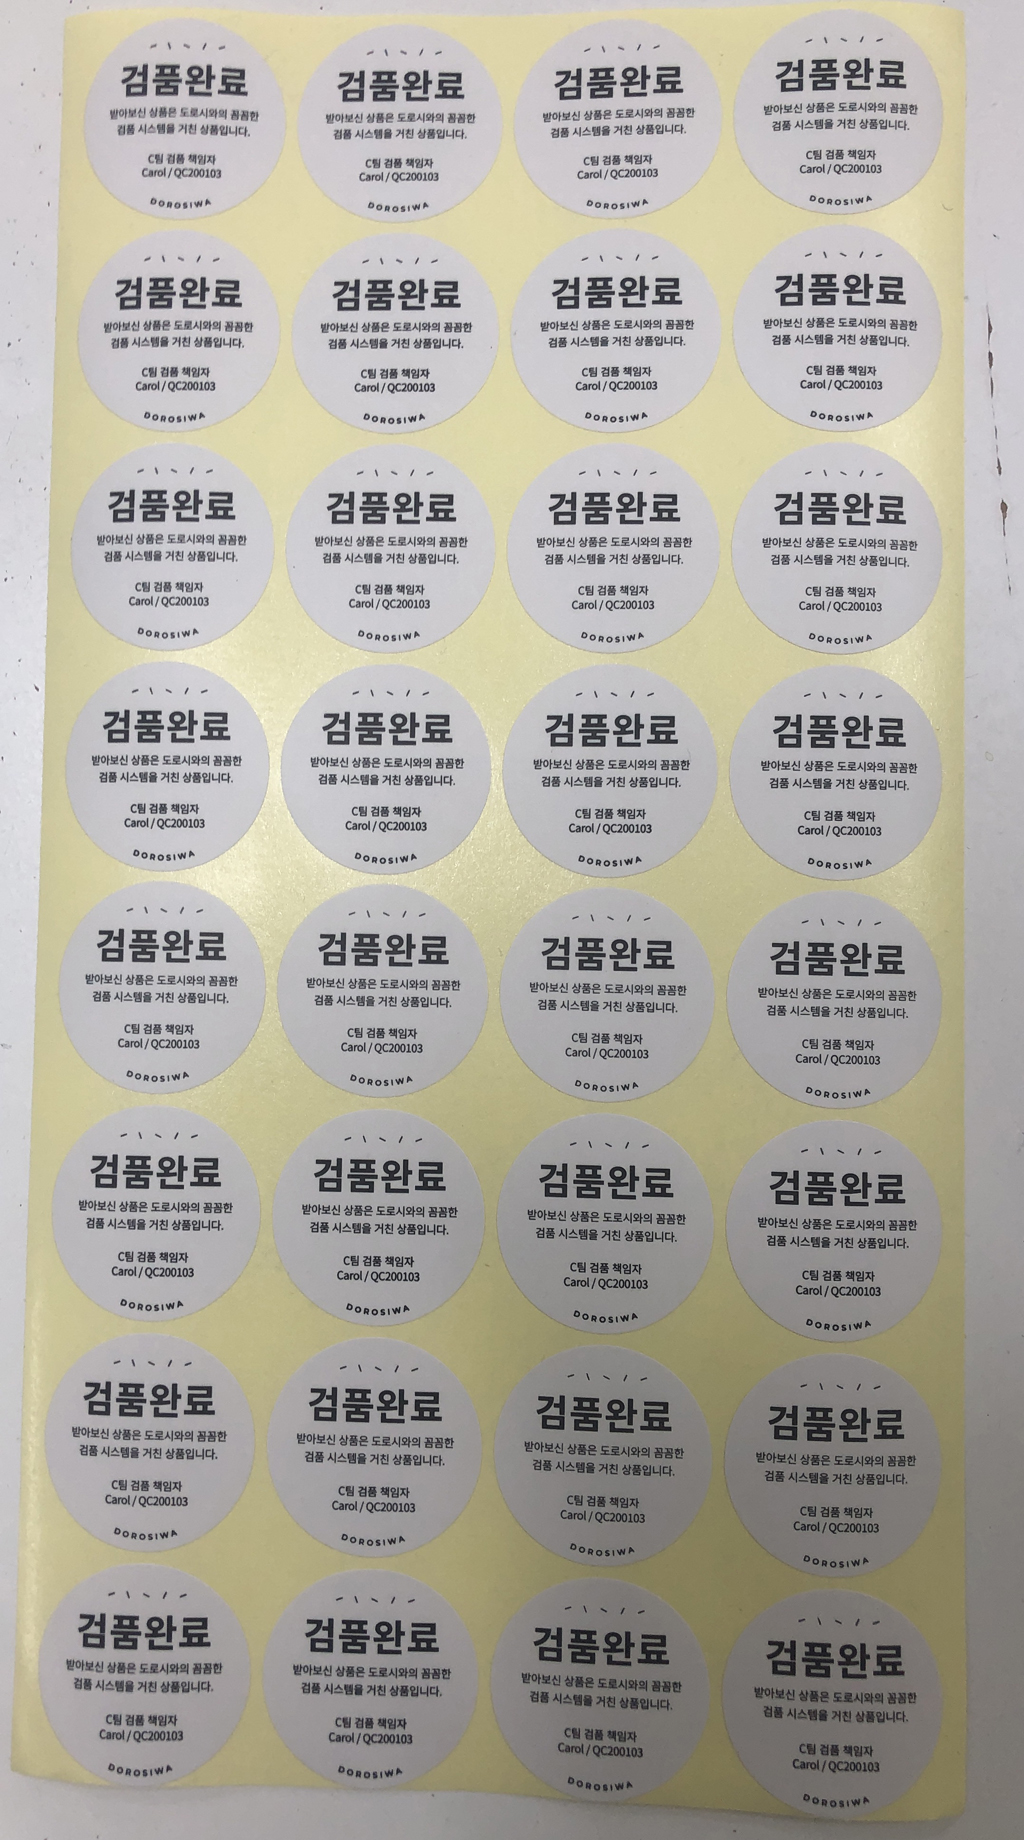 검품완료 검품완료 검품완료 검품완료
받아보신 상품은 도로시와의 꼼꼼한 받아보신 상품은 도로시와의 꼼꼼한 받아보신 상품은 도로시와의 꼼꼼한 받아보신 상품은 도로시와의 꼼꼼한
검품 시스템을 거친 상품입니다. 검품 시스템을 거친 상품입니다. 검품 시스템을 거친 상품입니다. 검품 시스템을 거친 상품입니다.
C팀 검품 책임자 C팀 검품 책임자 C팀 검품 책임자 C팀 검품 책임자
Carol / QC200103 Carol / QC200103 Carol / QC200103 Carol / QC200103
DOROSIWA DOROSIWA DOROSIWA DOROSIWA
검품완료 검품완료 검품완료 검품완료
받아보신 상품은 도로시와의 꼼꼼한 받아보신 상품은 도로시와의 꼼꼼한 받아보신 상품은 도로시와의 꼼꼼한 받아보신 상품은 도로시와의 꼼꼼한
검품 시스템을 거친 상품입니다. 검품 시스템을 거친 상품입니다. 검품 시스템을 거친 상품입니다. 검품 시스템을 거친 상품입니다.
C팀 검품 책임자 C팀 검품 책임자 C팀 검품 책임자 C팀 검품 책임자
Carol / QC200103 Carol / QC200103 Carol / QC200103 Carol / QC200103
DOROSIWA DOROSIWA DOROSIWA DOROSIWA
검품완료 검품완료 검품완료 검품완료
받아보신 상품은 도로시와의 꼼꼼한 받아보신 상품은 도로시와의 꼼꼼한 받아보신 상품은 도로시와의 꼼꼼한 받아보신 상품은 도로시와의 꼼꼼한
검품 시스템을 거친 상품입니다. 검품 시스템을 거친 상품입니다. 검품 시스템을 거친 상품입니다. 검품 시스템을 거친 상품입니다.
C팀 검품 책임자 C팀 검품 책임자 C팀 검품 책임자 C팀 검품 책임자
Carol / QC200103 Carol / QC200103 Carol / QC200103 Carol / QC200103
DOROSIWA DOROSIWA DOROSIWA DOROSIWA
검품완료 검품완료 검품완료 검품완료
받아보신 상품은 도로시와의 꼼꼼한 받아보신 상품은 도로시와의 꼼꼼한 받아보신 상품은 도로시와의 꼼꼼한 받아보신 상품은 도로시와의 꼼꼼한
검품 시스템을 거친 상품입니다. 검품 시스템을 거친 상품입니다. 검품 시스템을 거친 상품입니다. 검품 시스템을 거친 상품입니다.
C팀 검품 책임자 C팀 검품 책임자 C팀 검품 책임자 C팀 검품 책임자
Carol / QC200103 Carol / QC200103 Carol / QC200103 Carol / QC200103
DOROSIWA DOROSIWA DOROSIWA DOROSIWA
검품완료 검품완료 검품완료 검품완료
받아보신 상품은 도로시와의 꼼꼼한 받아보신 상품은 도로시와의 꼼꼼한 받아보신 상품은 도로시와의 꼼꼼한 받아보신 상품은 도로시와의 꼼꼼한
검품 시스템을 거친 상품입니다. 검품 시스템을 거친 상품입니다. 검품 시스템을 거친 상품입니다. 검품 시스템을 거친 상품입니다.
C팀 검품 책임자 C팀 검품 책임자 C팀 검품 책임자 C팀 검품 책임자
Carol / QC200103 Carol / QC200103 Carol / QC200103 Carol / QC200103
DOROSIWA DOROSIWA DOROSIWA DOROSIWA
검품완료 검품완료 검품완료 검품완료
받아보신 상품은 도로시와의 꼼꼼한 받아보신 상품은 도로시와의 꼼꼼한 받아보신 상품은 도로시와의 꼼꼼한 받아보신 상품은 도로시와의 꼼꼼한
검품 시스템을 거친 상품입니다. 검품 시스템을 거친 상품입니다. 검품 시스템을 거친 상품입니다. 검품 시스템을 거친 상품입니다.
C팀 검품 책임자 C팀 검품 책임자 C팀 검품 책임자 C팀 검품 책임자
Carol / QC200103 Carol / QC200103 Carol / QC200103 Carol / QC200103
DOROSIWA DOROSIWA DOROSIWA DOROSIWA
검품완료 검품완료 검품완료 검품완료
받아보신 상품은 도로시와의 꼼꼼한 받아보신 상품은 도로시와의 꼼꼼한 받아보신 상품은 도로시와의 꼼꼼한 받아보신 상품은 도로시와의 꼼꼼한
검품 시스템을 거친 상품입니다. 검품 시스템을 거친 상품입니다. 검품 시스템을 거친 상품입니다. 검품 시스템을 거친 상품입니다.
C팀 검품 책임자 C팀 검품 책임자 C팀 검품 책임자 C팀 검품 책임자
Carol / QC200103 Carol / QC200103 Carol / QC200103 Carol / QC200103
DOROSIWA DOROSIWA DOROSIWA DOROSIWA
검품완료 검품완료 검품완료 검품완료
받아보신 상품은 도로시와의 꼼꼼한 받아보신 상품은 도로시와의 꼼꼼한 받아보신 상품은 도로시와의 꼼꼼한 받아보신 상품은 도로시와의 꼼꼼한
검품 시스템을 거친 상품입니다. 검품 시스템을 거친 상품입니다. 검품 시스템을 거친 상품입니다. 검품 시스템을 거친 상품입니다.
C팀 검품 책임자 C팀 검품 책임자 C팀 검품 책임자 C팀 검품 책임자
Carol / QC200103 Carol / QC200103 Carol / QC200103 Carol / QC200103
DOROSIWA DOROSIWA DOROSIWA DOROSIWA